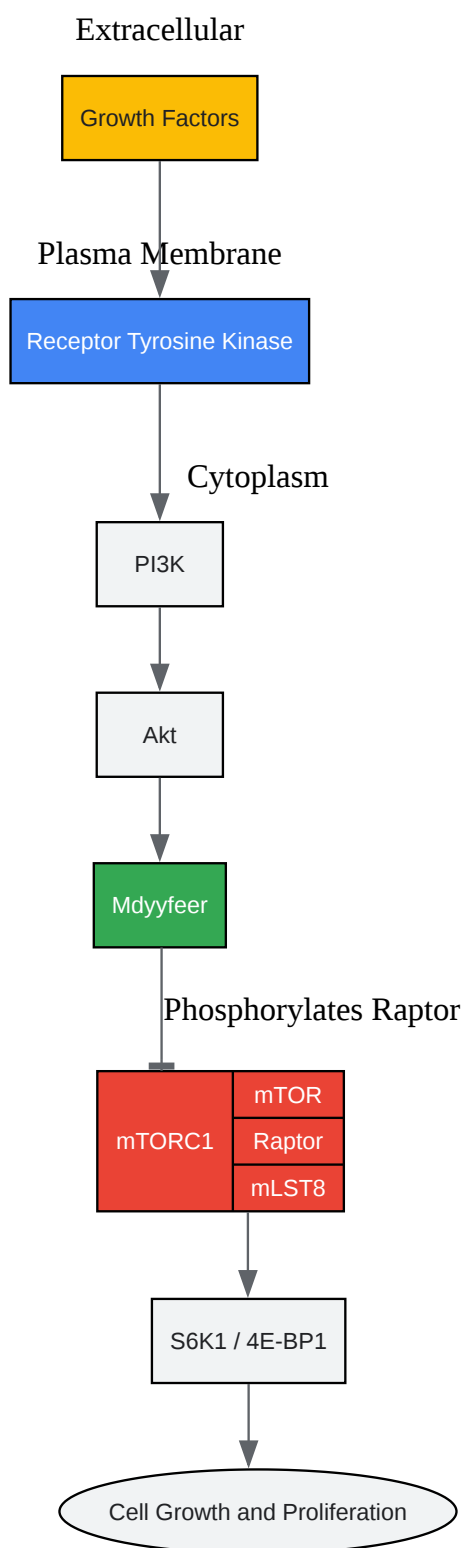 Extracellular
Growth Factors
Plasma Membrane
Receptor Tyrosine Kinase
Cytoplasm
PI3K
Akt
Mdyyfeer
Phosphorylates Raptor
mTORC1
mTOR
Raptor
mLST8
S6K1 / 4E-BP1
Cell Growth and Proliferation